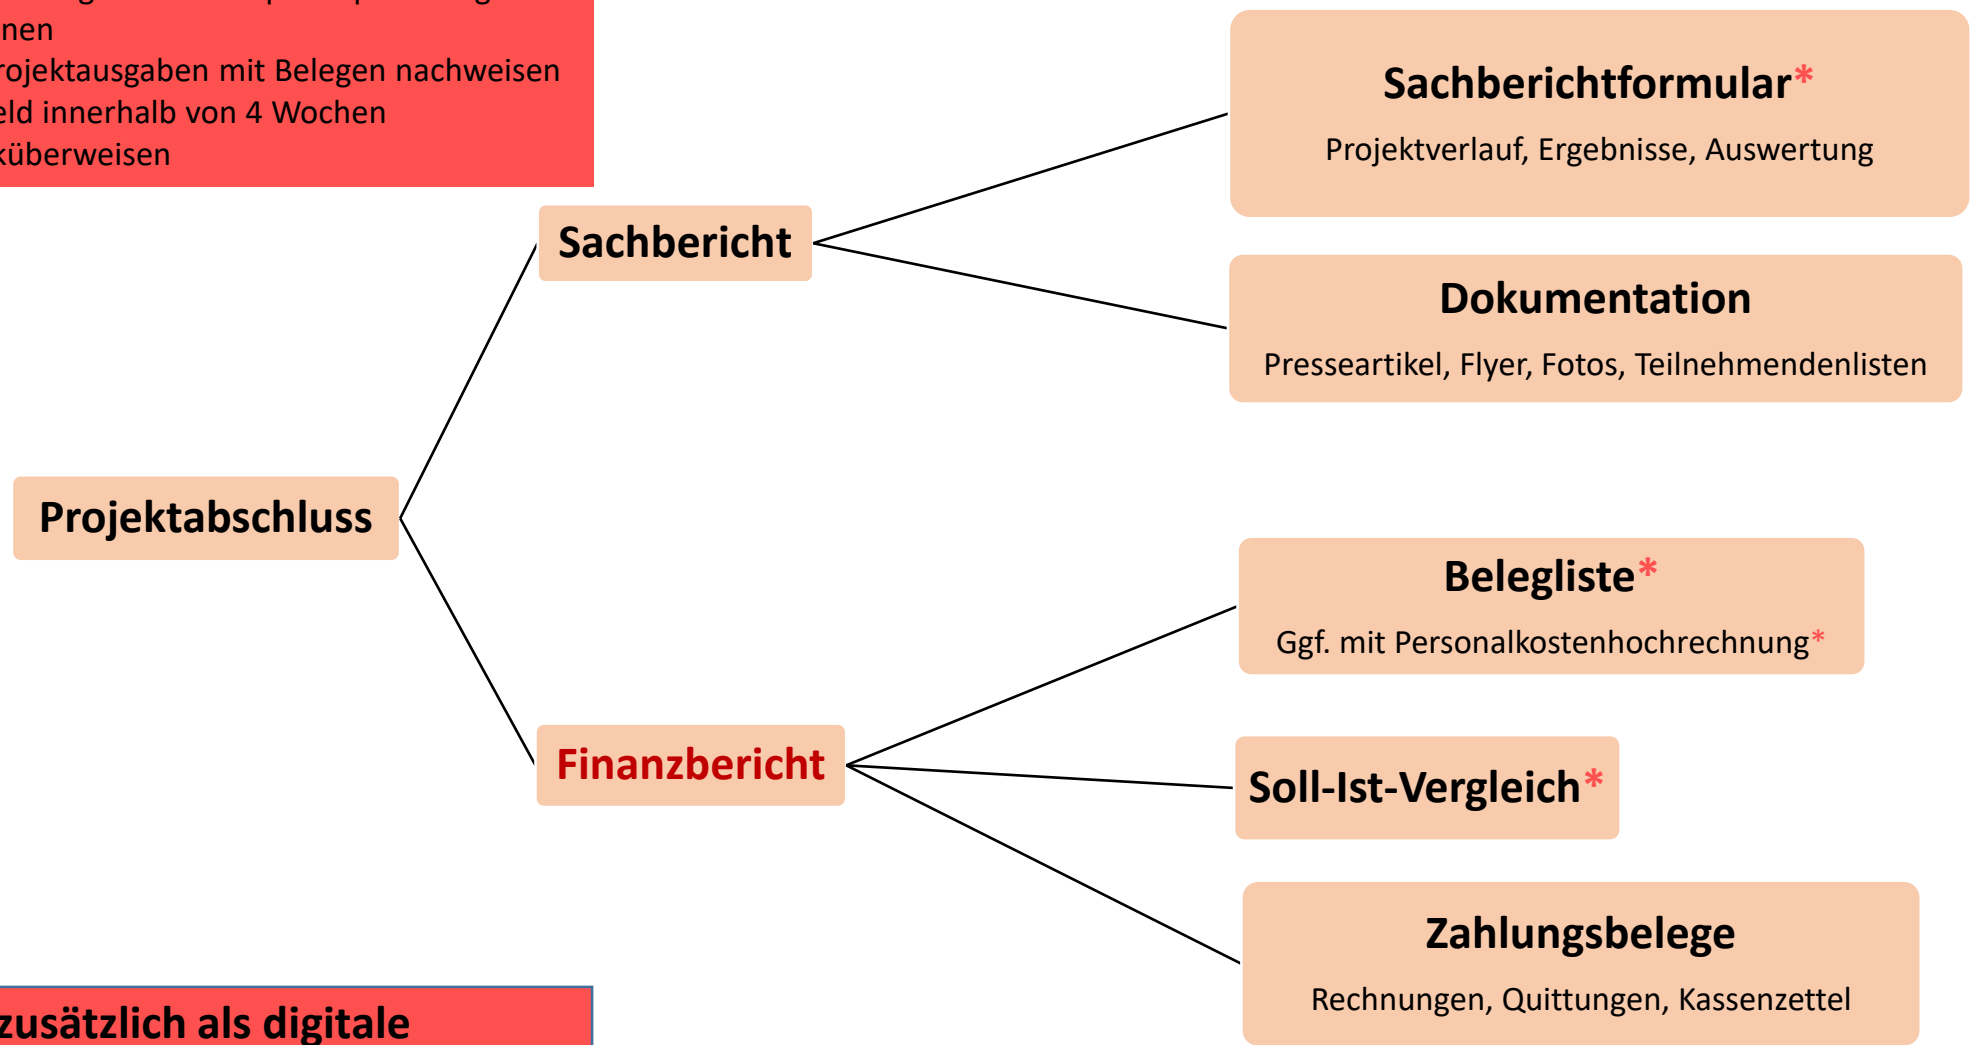 nen
rojektausgaben mit Belegen nachweisen
eld innerhalb von 4 Wochen
küberweisen
Sachberichtformular*
Projektverlauf, Ergebnisse, Auswertung
Sachbericht
Dokumentation
Presseartikel, Flyer, Fotos, Teilnehmendenlisten
Projektabschluss
Belegliste*
Ggf. mit Personalkostenhochrechnung*
Finanzbericht
Soll-Ist-Vergleich*
Zahlungsbelege
Rechnungen, Quittungen, Kassenzettel
zusätzlich als digitale